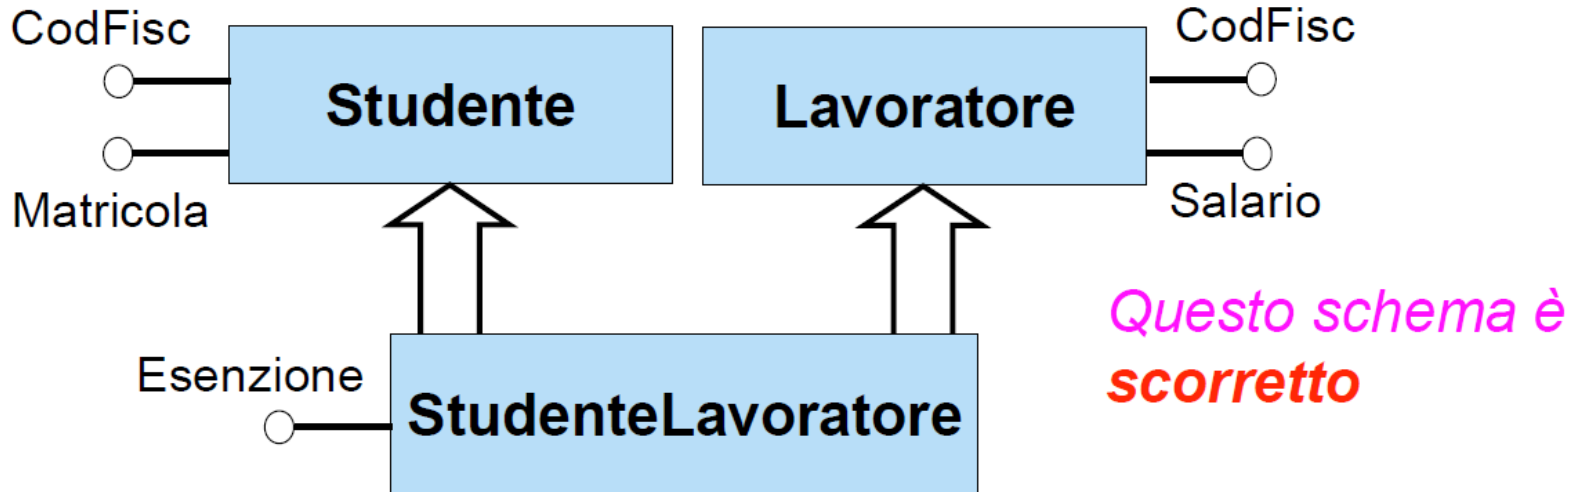 CodFisc
CodFisc
Studente
Lavoratore
Matricola
Salario
Questo schema è
scorretto
Esenzione
StudenteLavoratore